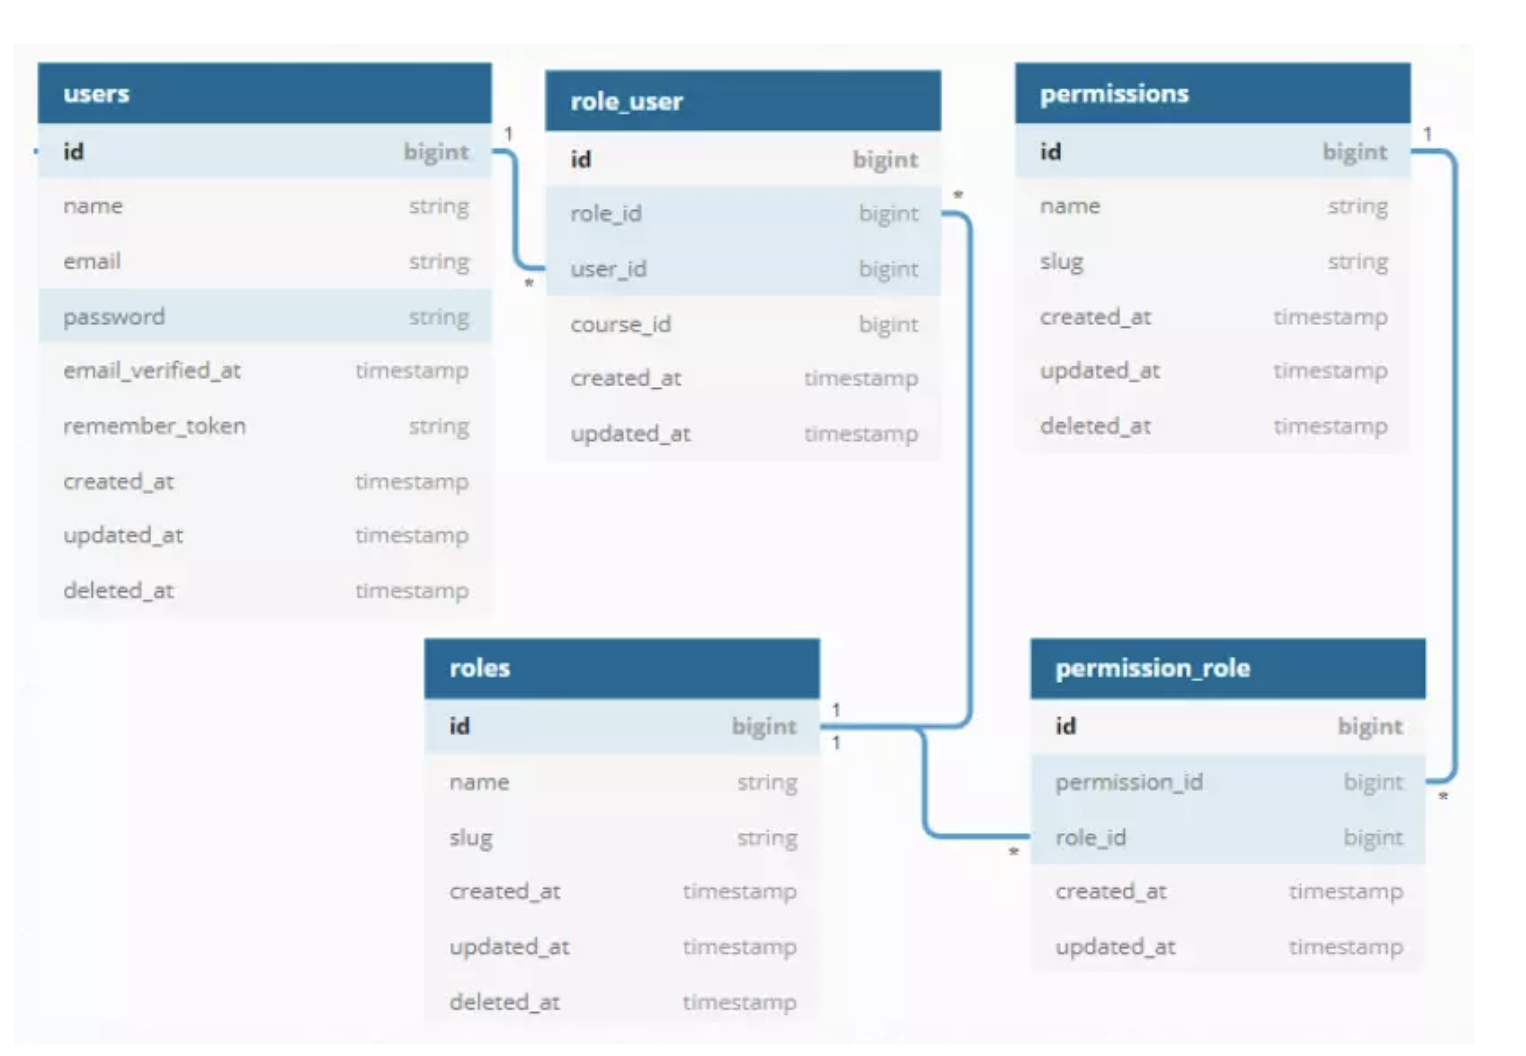 users
id bigint
name string
email string
password string
email_verified_at timestamp
remember_token string
created_at timestamp
updated_at timestamp
deleted_at timestamp
1
*
role_user
id bigint
role_id bigint
user_id bigint
course_id bigint
created_at timestamp
updated_at timestamp
*
permissions
id bigint
name string
slug string
created_at timestamp
updated_at timestamp
deleted_at timestamp
1
roles
id bigint
name string
slug string
created_at timestamp
updated_at timestamp
deleted_at timestamp
1
1
*
permission_role
id bigint
permission_id bigint
role_id bigint
created_at timestamp
updated_at timestamp
*